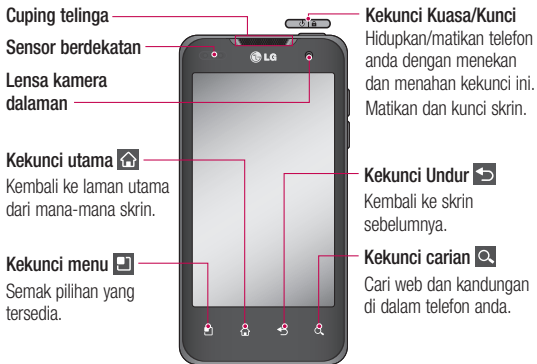 Cuping telinga
Sensor berdekatan
Lensa kamera
dalaman
Kekunci utama
Kembali ke laman utama
dari mana-mana skrin.
Kekunci menu
Semak pilihan yang
tersedia.
LG
Kekunci Kuasa/Kunci
Hidupkan/matikan telefon
anda dengan menekan
dan menahan kekunci ini.
Matikan dan kunci skrin.
Kekunci Undur
Kembali ke skrin
sebelumnya.
Kekunci carian
Cari web dan kandungan
di dalam telefon anda.